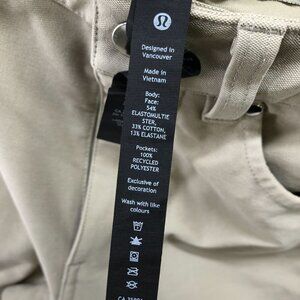 Designed in
Vancouver
Made in
Vietnam
Body:
Face:
54%
ELASTOMULTIE
STER,
33% COTTON,
13% ELASTANE
Pockets:
100%
RECYCLED
POLYESTER
Exclusive of
decoration
Wash with like
colours